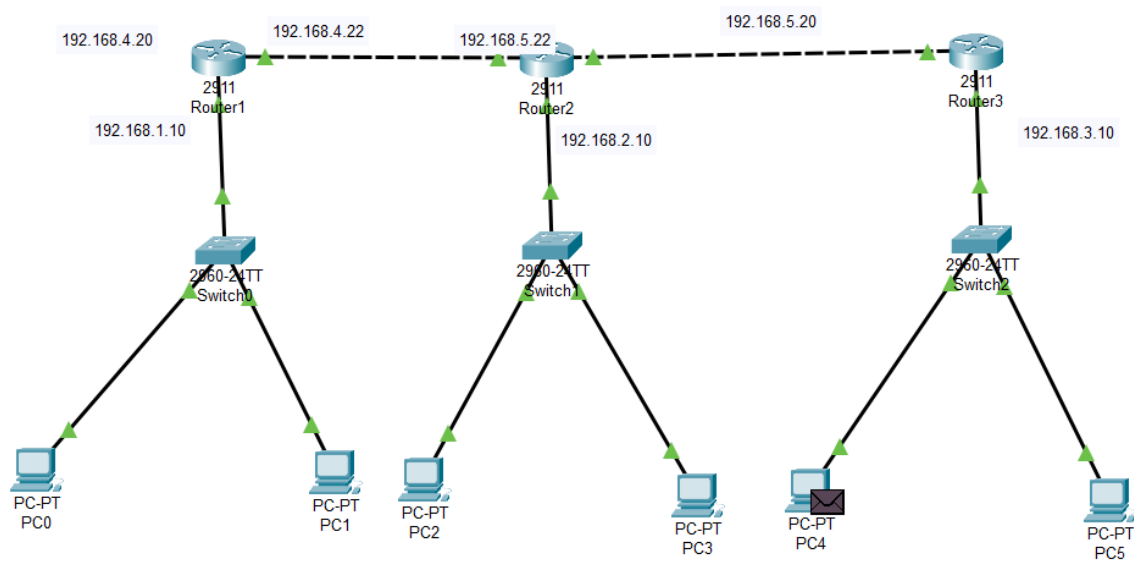 192.168.4.20
192.168.4.22
192.168.5.22
192.168.5.20
2911
Router1
2911
Router2
2911
Router3
192.168.1.10
192.168.2.10
192.168.3.10
2960-24TT
Switch0
2960-24TT
Switch1
2960-24TT
Switch2
PC-PT
PC0
PC-PT
PC1
PC-PT
PC2
PC-PT
PC3
PC-PT
PC4
PC-PT
PC5